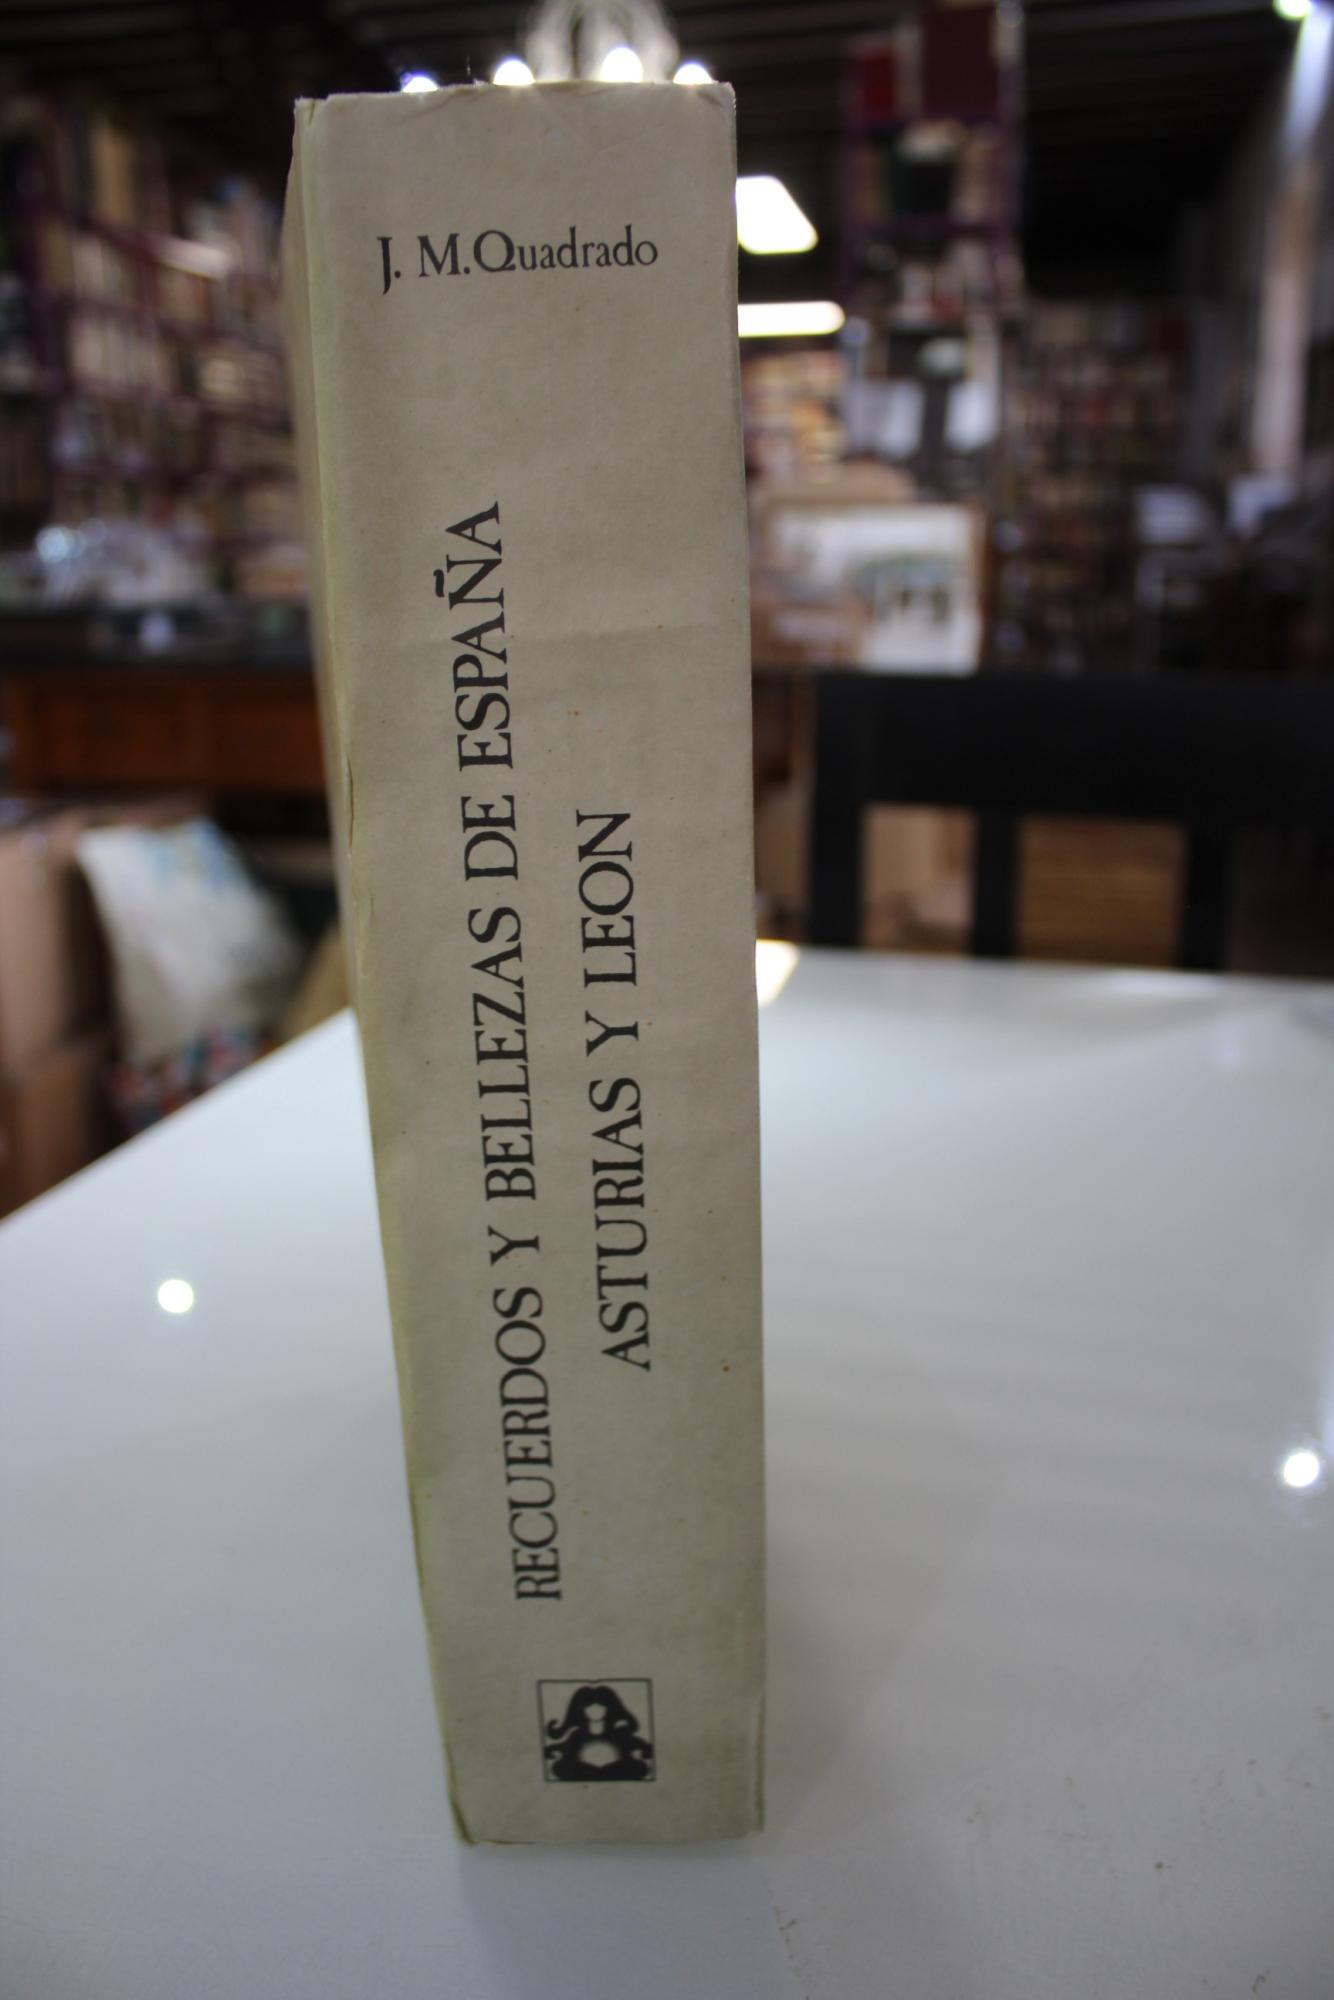 J. M. Quadrado
RECUERDOS Y BELLEZAS DE ESPAÑA
ASTURIAS Y LEON